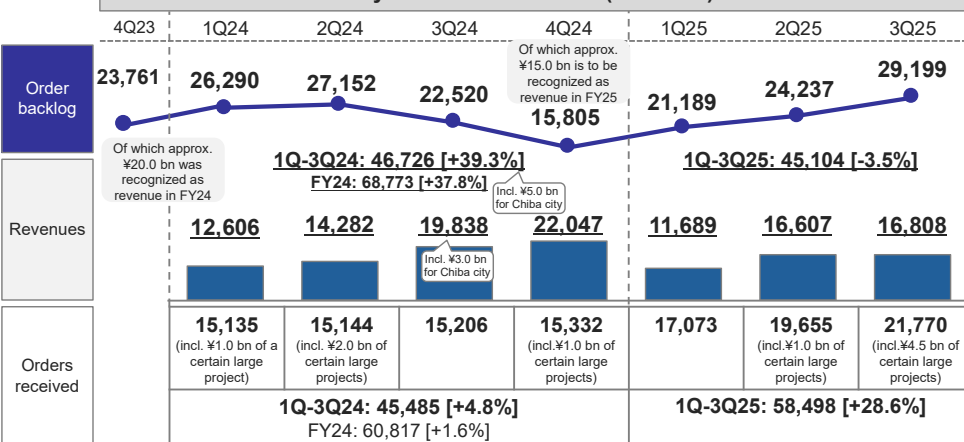 4Q23 1Q24 2Q24 3Q24 4Q24 1Q25 2Q25 3Q25
Order
backlog
23,761 26,290 27,152 22,520 15,805 21,189 24,237 29,199
Of which approx.
¥15.0 bn is to be
recognized as
revenue in FY25
Of which approx.
¥20.0 bn was
recognized as
revenue in FY24
1Q-3Q24: 46,726 [+39.3%]
FY24: 68,773 [+37.8%]
Incl. ¥5.0 bn
for Chiba city
1Q-3Q25: 45,104 [-3.5%]
Revenues
12,606 14,282 19,838 22,047 11,689 16,607 16,808
Incl. ¥3.0 bn
for Chiba city
Orders
received
15,135
(incl. ¥1.0 bn of a
certain large
project)
15,144
(incl. ¥2.0 bn of
certain large
projects)
15,206
15,332
(incl.¥1.0 bn of
certain large
projects)
17,073
19,655
(incl.¥1.0 bn of
certain large
projects)
21,770
(incl.¥4.5 bn of
certain large
projects)
1Q-3Q24: 45,485 [+4.8%]
FY24: 60,817 [+1.6%]
1Q-3Q25: 58,498 [+28.6%]